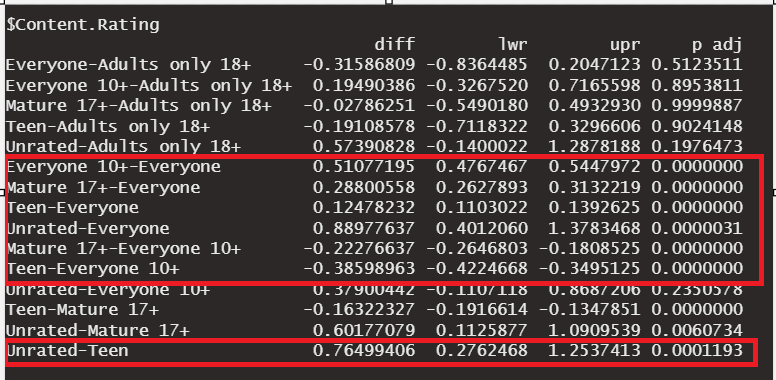 $Content.Rating
diff lwr upr p adj
Everyone-Adults only 18+ -0.31586809 -0.8364485 0.2047123 0.5123511
Everyone 10+-Adults only 18+ 0.19490386 -0.3267520 0.7165598 0.8953811
Mature 17+-Adults only 18+ -0.02786251 -0.5490180 0.4932930 0.9999887
Teen-Adults only 18+ -0.19108578 -0.7118322 0.3296606 0.9024148
Unrated-Adults only 18+ 0.57390828 -0.1400022 1.2878188 0.1976473
Everyone 10+-Everyone 0.51077195 0.4767467 0.5447972 0.0000000
Mature 17+-Everyone 0.28800558 0.2627893 0.3132219 0.0000000
Teen-Everyone 0.12478232 0.1103022 0.1392625 0.0000000
Unrated-Everyone 0.88977637 0.4012060 1.3783468 0.0000031
Mature 17+-Everyone 10+ -0.22276637 -0.2646803 -0.1808525 0.0000000
Teen-Everyone 10+ -0.38598963 -0.4224668 -0.3495125 0.0000000
Unrated-Everyone 10+ 0.37900442 -0.1107118 0.8687206 0.2350578
Teen-Mature 17+ -0.16322327 -0.1916614 -0.1347851 0.0000000
Unrated-Mature 17+ 0.60177079 0.1125877 1.0909539 0.0060734
Unrated-Teen 0.76499406 0.2762468 1.2537413 0.0001193